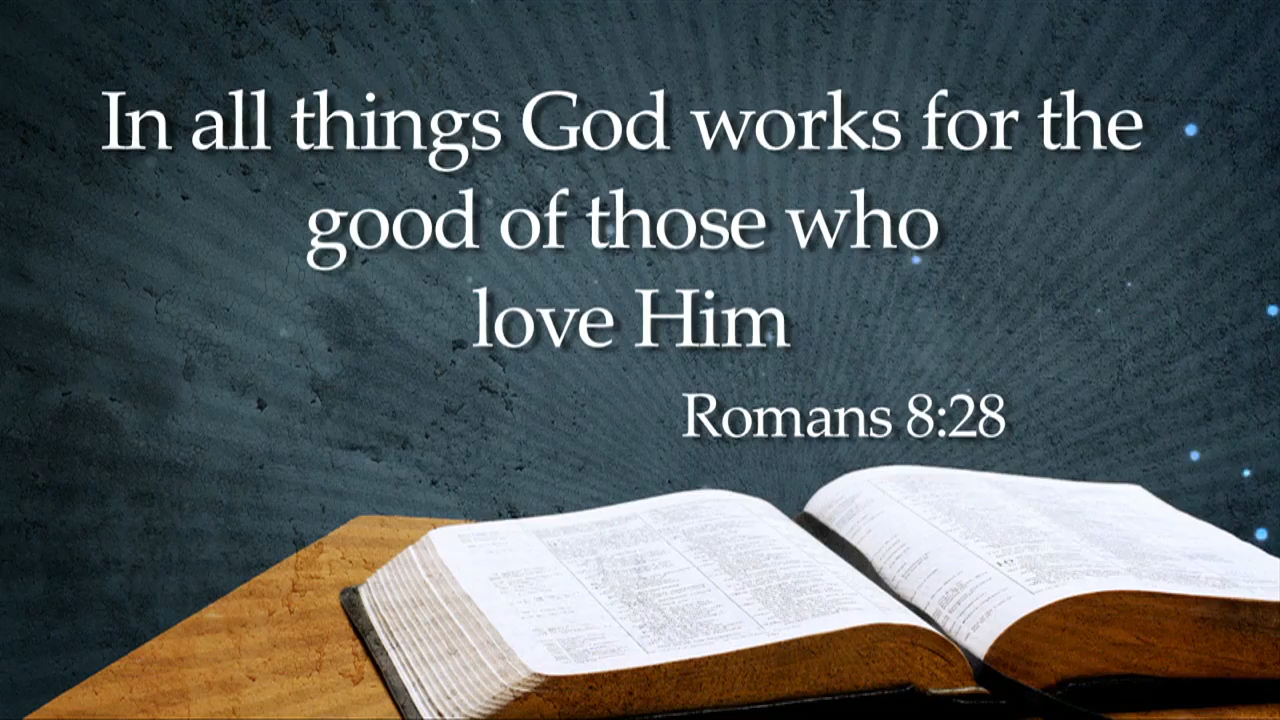 In all things God works for the
good of those who
love Him
Romans 8:28